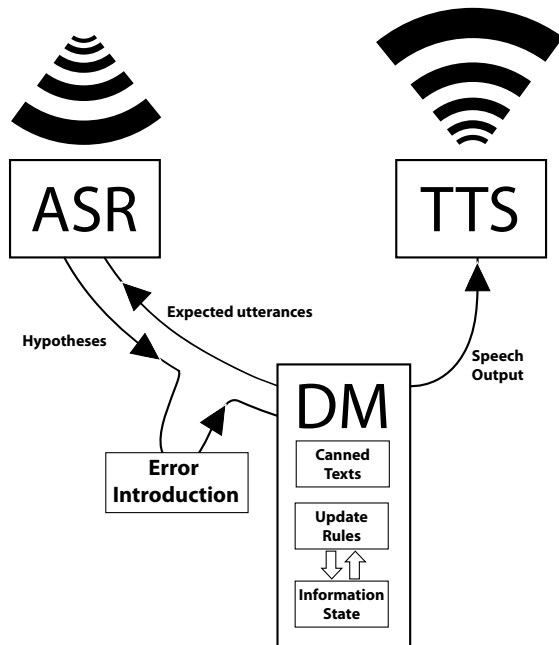 ASR
TTS
Expected utterances
Hypotheses
Speech
Output
DM
Canned
Texts
Error
Introduction
Update
Rules
Information
State